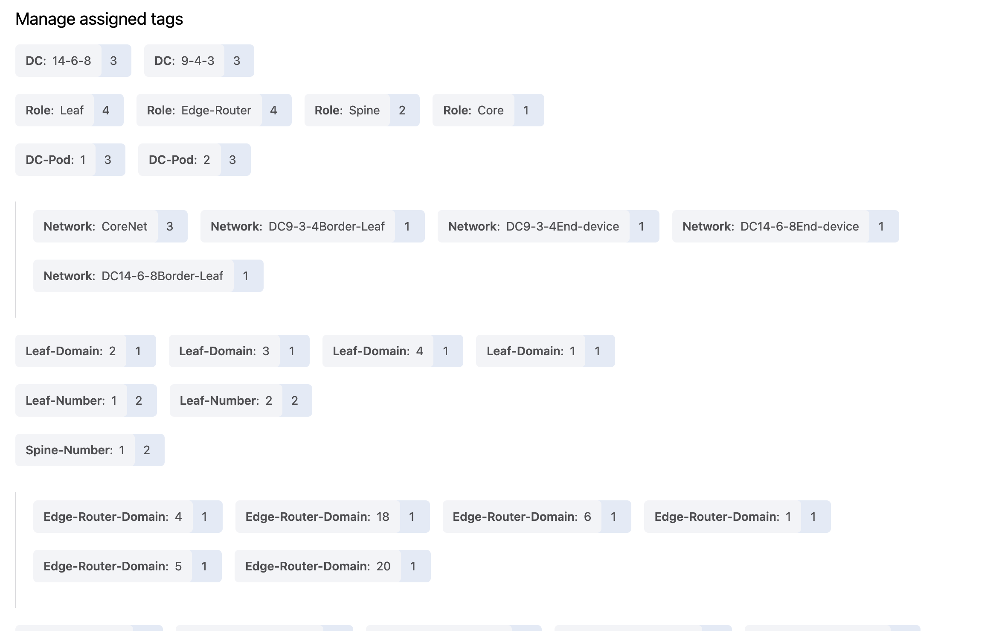 Manage assigned tags
DC: 14-6-8 3 DC: 9-4-3 3
Role: Leaf 4 Role: Edge-Router 4 Role: Spine 2 Role: Core 1
DC-Pod: 1 3 DC-Pod: 2 3
Network: CoreNet 3 Network: DC9-3-4Border-Leaf 1 Network: DC9-3-4End-device 1 Network: DC14-6-8End-device 1
Network: DC14-6-8Border-Leaf 1
Leaf-Domain: 2 1 Leaf-Domain: 3 1 Leaf-Domain: 4 1 Leaf-Domain: 1 1
Leaf-Number: 1 2 Leaf-Number: 2 2
Spine-Number: 1 2
Edge-Router-Domain: 4 1 Edge-Router-Domain: 18 1 Edge-Router-Domain: 6 1 Edge-Router-Domain: 1 1
Edge-Router-Domain: 5 1 Edge-Router-Domain: 20 1